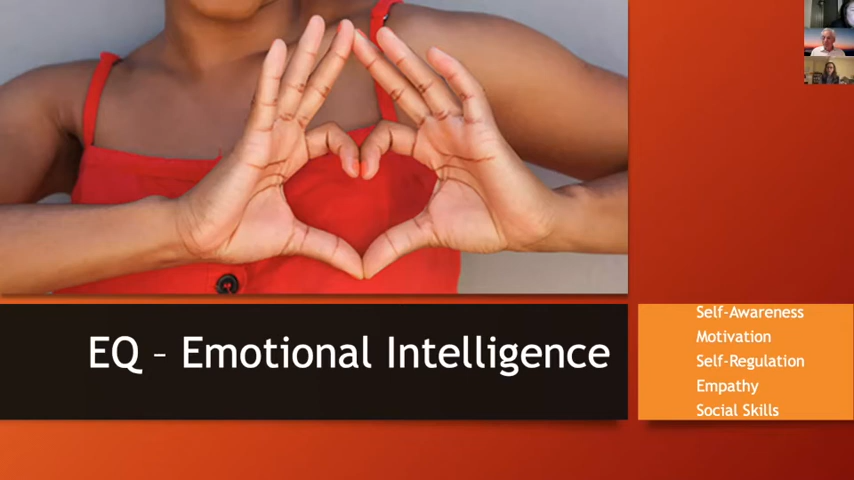 EQ – Emotional Intelligence
Self-Awareness
Motivation
Self-Regulation
Empathy
Social Skills